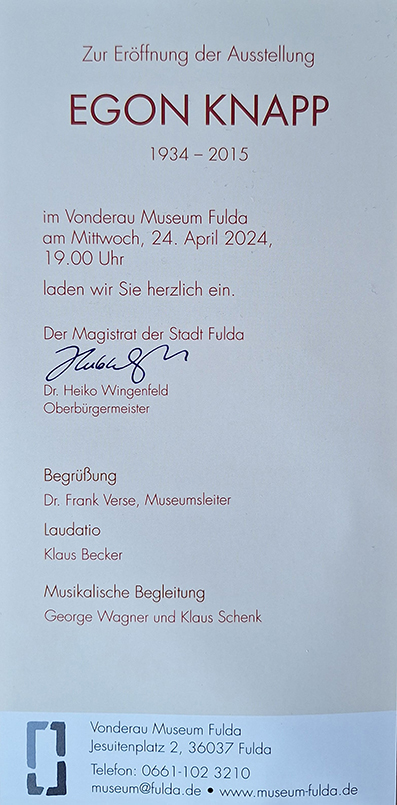 Zur Eröffnung der Ausstellung
EGON KNAPP
1934 – 2015
im Vonderau Museum Fulda
am Mittwoch, 24. April 2024,
19.00 Uhr
laden wir Sie herzlich ein.
Der Magistrat der Stadt Fulda
Dr. Heiko Wingenfeld
Oberbürgermeister
Begrüßung
Dr. Frank Verse, Museumsleiter
Laudatio
Klaus Becker
Musikalische Begleitung
George Wagner und Klaus Schenk
Vonderau Museum Fulda
Jesuitenplatz 2, 36037 Fulda
Telefon: 0661-102 3210
museum@fulda.de • www.museum-fulda.de